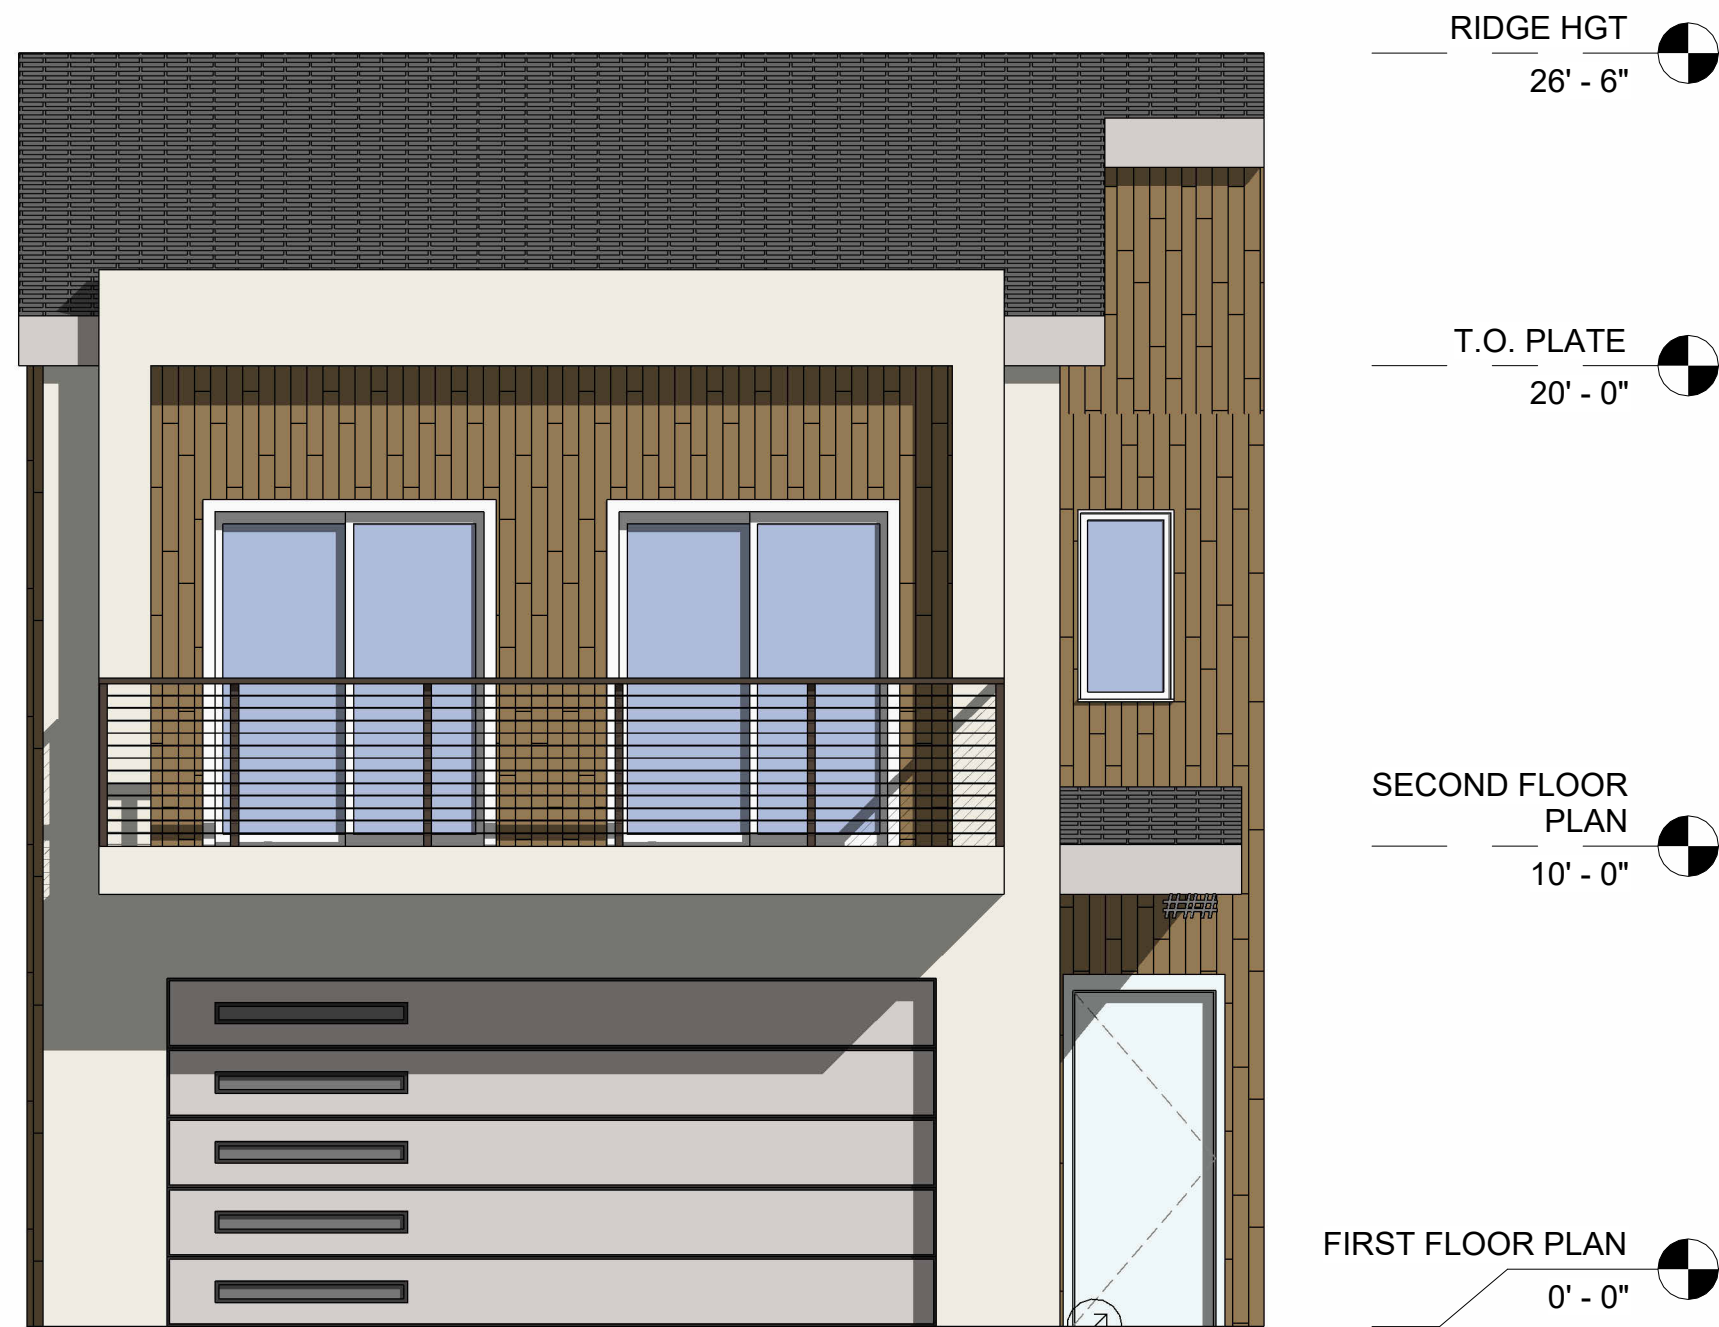 RIDGE HGT
26' - 6"
T.O. PLATE
20' - 0"
SECOND FLOOR
PLAN
10' - 0"
FIRST FLOOR PLAN
0' - 0"